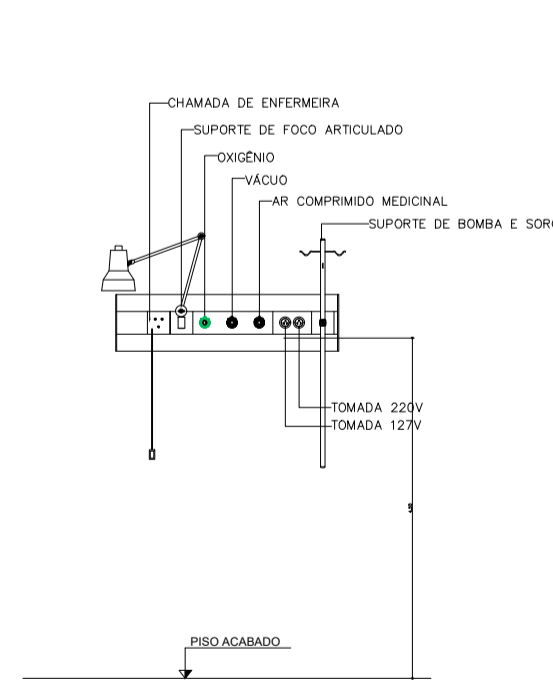 CHAMADA DE ENFERMEIRA
SUPORTE DE FOCO ARTICULADO
OXIGÊNIO
VÁCUO
AR COMPRIMIDO MEDICINAL
SUPORTE DE BOMBA E SORO
TOMADA 220V
TOMADA 127V
PISO ACABADO